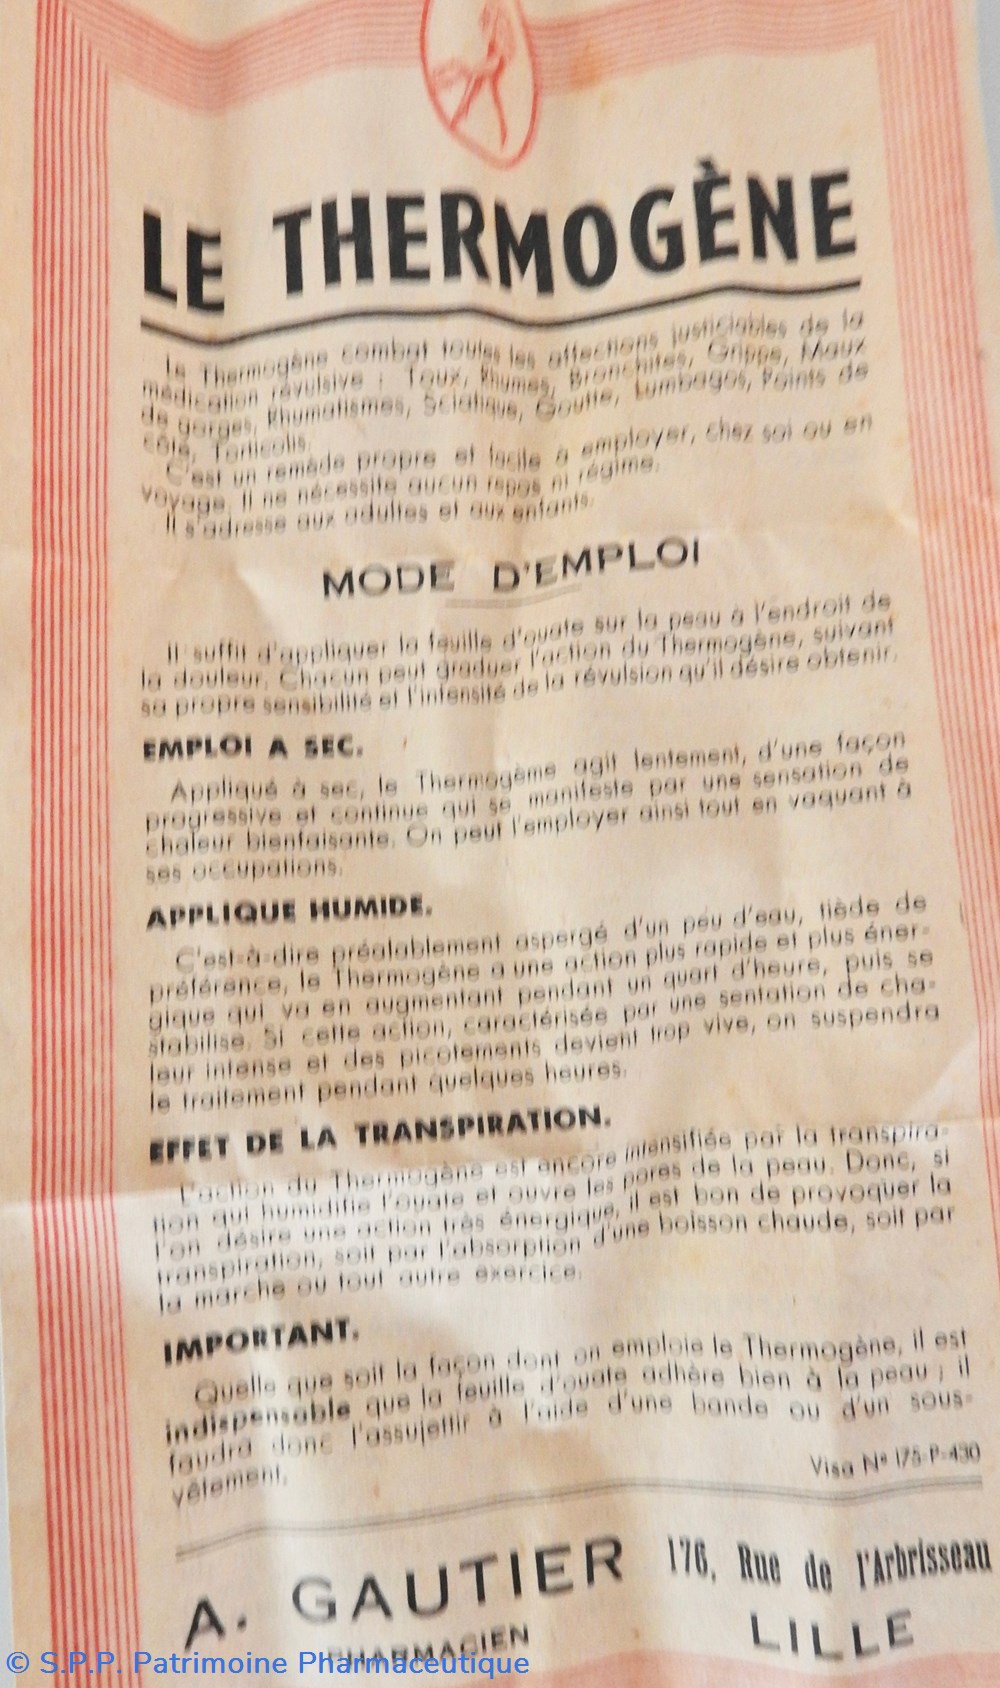 LE THERMOGÈNE
Le Thermogène combat toutes les affections justiciables de la
médication révulsive : Toux, Rhumes, Bronchites, Grippe, Maux
de gorges, Rhumatismes, Sciatique, Goutte, Lumbagos, Points de
côté, Torticolis.
C'est un remède propre et facile à employer, chez soi ou en
voyage. Il ne nécessite aucun repos ni régime.
Il s'adresse aux adultes et aux enfants.
MODE D'EMPLOI
Il suffit d'appliquer la feuille d'ouate sur la peau à l'endroit de
la douleur. Chacun peut graduer l'action du Thermogène, suivant
sa propre sensibilité et l'intensité de la révulsion qu'il désire obtenir.
EMPLOI A SEC.
Appliqué à sec, le Thermogème agit lentement, d'une façon
progressive et continue qui se manifeste par une sensation de
chaleur bienfaisante. On peut l'employer ainsi tout en vaquant à
ses occupations.
APPLIQUE HUMIDE.
C'est-à-dire préalablement aspergé d'un peu d'eau, tiède de
préférence, le Thermogène a une action plus rapide et plus éner-
gique qui va en augmentant pendant un quart d'heure, puis se
stabilise. Si cette action, caractérisée par une sentation de cha-
leur intense et des picotements devient trop vive, on suspendra
le traitement pendant quelques heures.
EFFET DE LA TRANSPIRATION.
L'action du Thermogène est encore intensifiée par la transpira-
tion qui humidifie l'ouate et ouvre les pores de la peau. Donc, si
l'on désire une action très énergique, il est bon de provoquer la
transpiration, soit par l'absorption d'une boisson chaude, soit par
la marche ou tout autre exercice.
IMPORTANT.
Quelle que soit la façon dont on emploie le Thermogène, il est
indispensable que la feuille d'ouate adhère bien à la peau ; il
faudra donc l'assujettir à l'aide d'une bande ou d'un sous-
vêtement.
Visa Nº 175-P-430
A. GAUTIER 176, Rue de l'Arbrisseau
PHARMACIEN LILLE
© S.P.P. Patrimoine Pharmaceutique